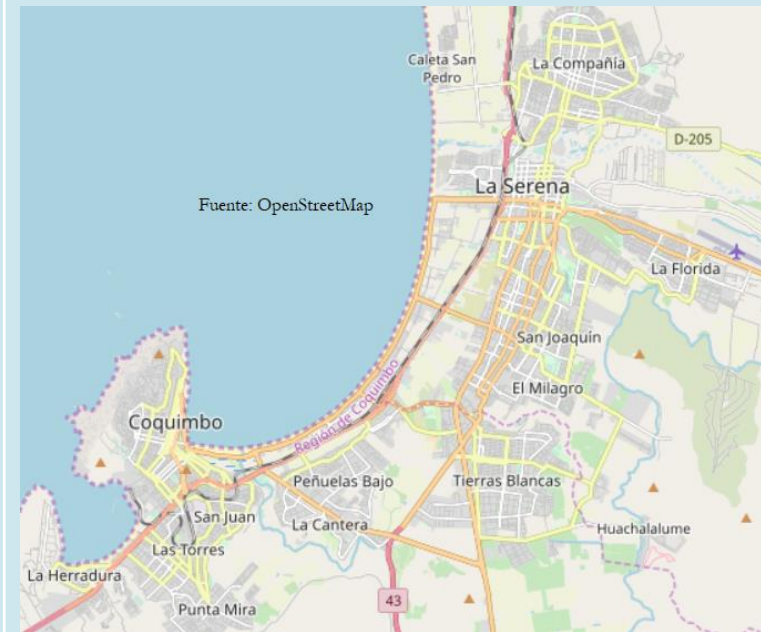 Caleta San
Pedro
La Compañía
D-205
La Serena
Fuente: OpenStreetMap
La Florida
San Joaquín
El Milagro
Región de Coquimbo
Coquimbo
Peñuelas Bajo
Tierras Blancas
San Juan
La Cantera
Huachalalume
Las Torres
La Herradura
43
Punta Mira